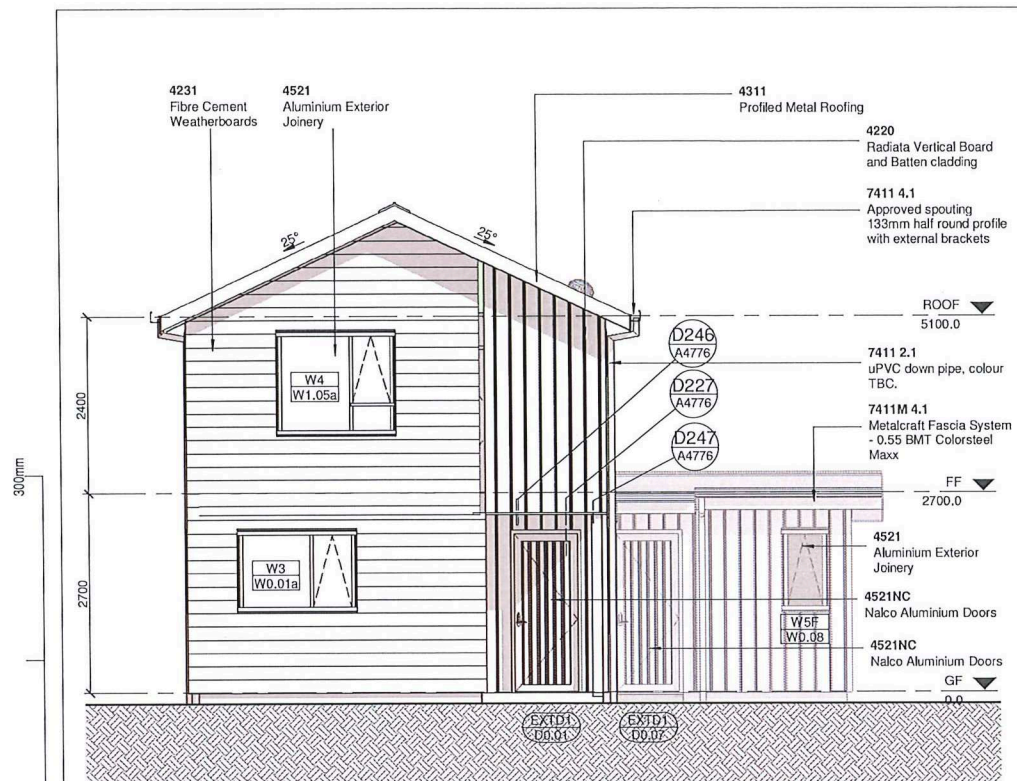 4231
Fibre Cement
Weatherboards
4521
Aluminium Exterior
Joinery
4311
Profiled Metal Roofing
4220
Radiata Vertical Board
and Batten cladding
7411 4.1
Approved spouting
133mm half round profile
with external brackets
25°
25°
ROOF
5100.0
D246
A4776
7411 2.1
uPVC down pipe, colour
TBC.
W4
W1.05a
D227
A4776
2400
7411M 4.1
Metalcraft Fascia System
- 0.55 BMT Colorsteel
Maxx
D247
A4776
300mm
FF
2700.0
4521
Aluminium Exterior
Joinery
W3
W0.01a
2700
4521NC
Nalco Aluminium Doors
W5F
W0.08
4521NC
Nalco Aluminium Doors
GF
0.0
EXTD1
D0.01
EXTD1
D0.07